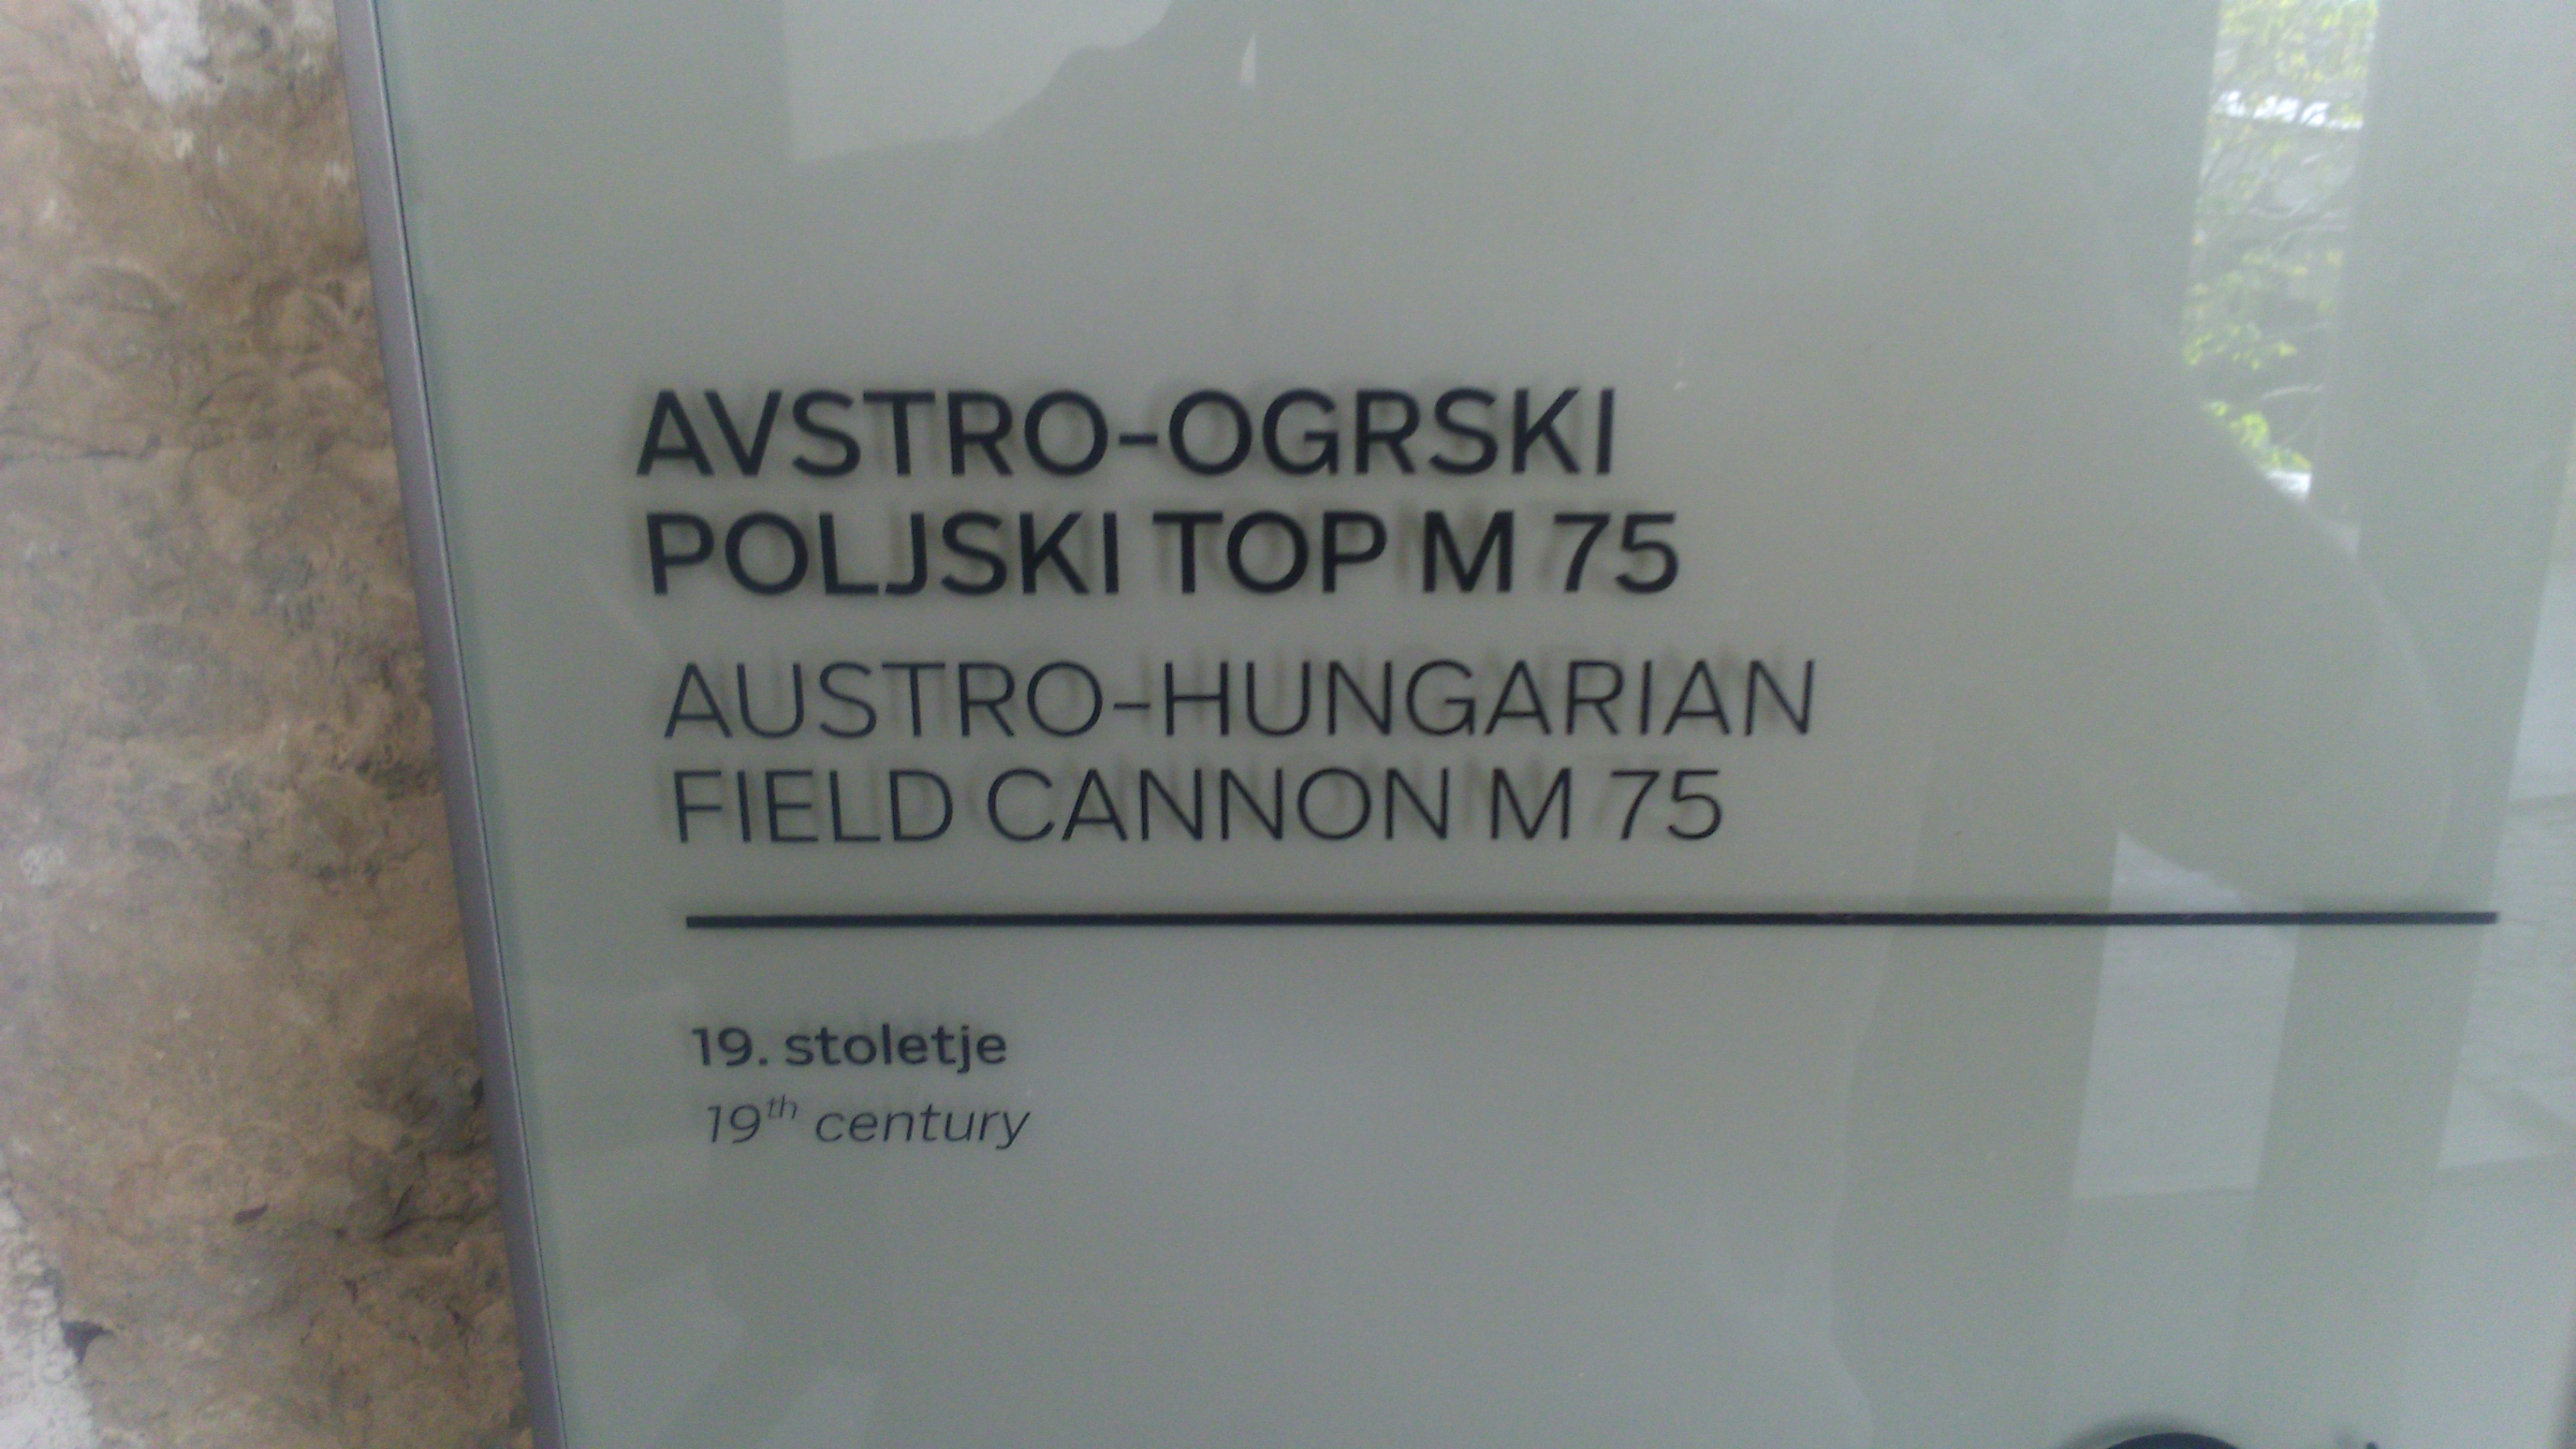 AVSTRO-OGRSKI
POLJSKI TOP M 75
AUSTRO-HUNGARIAN
FIELD CANNON M 75
19. stoletje
19th century